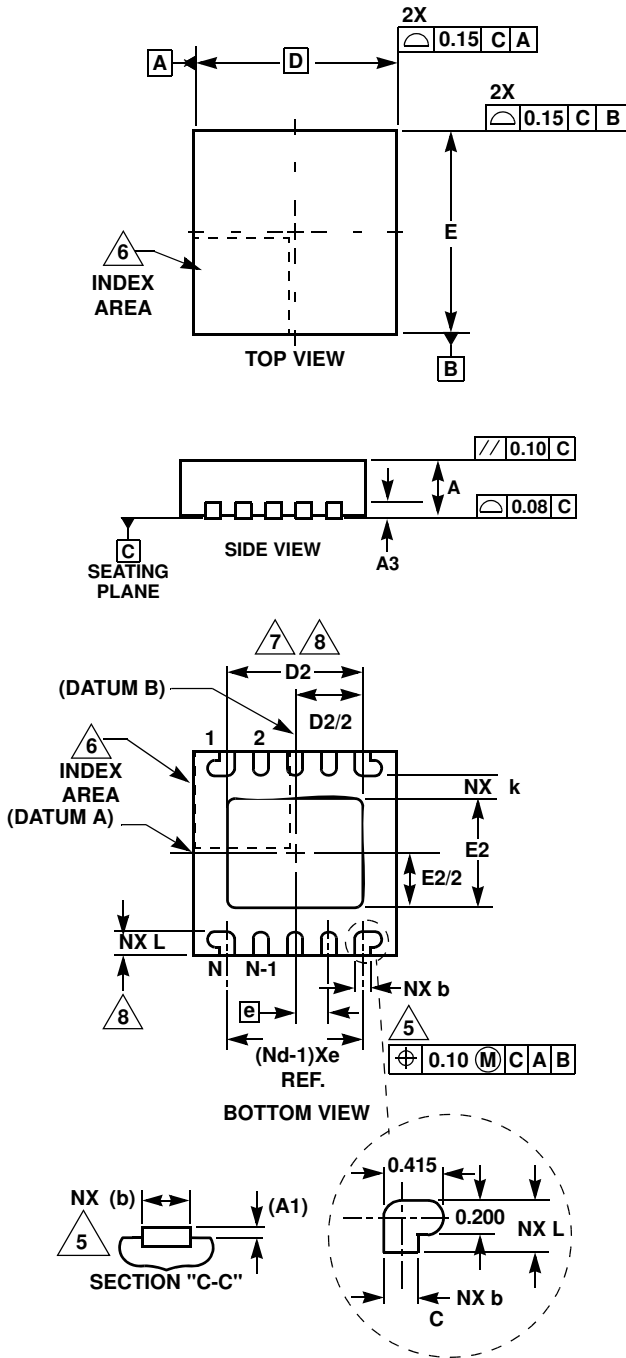 2X
⌓ 0.15 C A
A
D
2X
⌓ 0.15 C B
E
6
INDEX
AREA
TOP VIEW
B
// 0.10 C
A
⌓ 0.08 C
C
SEATING
PLANE
SIDE VIEW
A3
7 8
D2
(DATUM B)
D2/2
1 2
6
INDEX
AREA
NX k
(DATUM A)
E2
E2/2
NX L
N N-1
NX b
8
e
5
(Nd-1)Xe
REF.
⌖ 0.10 Ⓜ C A B
BOTTOM VIEW
0.415
NX (b)
(A1)
0.200
NX L
5
SECTION "C-C"
NX b
C